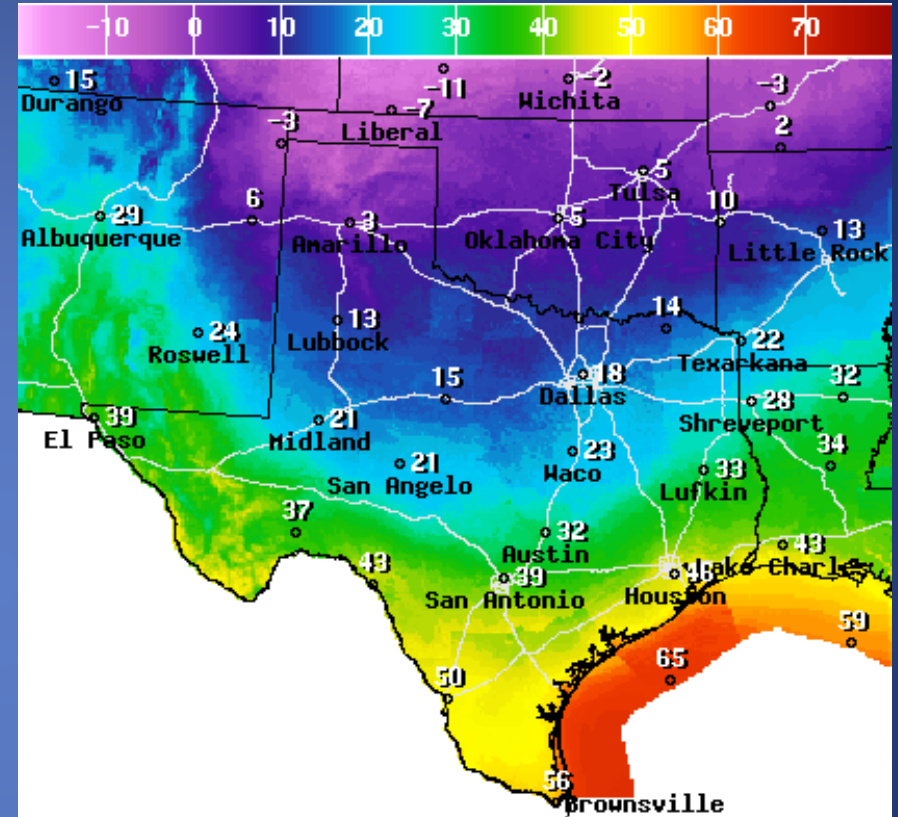 -10 0 10 20 30 40 50 60 70
15
Durango
-11
-2
Wichita
-3
-7
Liberal
-3
2
5
Tulsa
6
29
Albuquerque
3
Amarillo
5
Oklahoma City
10
13
Little Rock
24
Roswell
13
Lubbock
14
22
Texarkana
15
18
Dallas
28
Shreveport
32
39
El Paso
21
Midland
21
San Angelo
23
Waco
33
Lufkin
34
37
32
Austin
43
39
San Antonio
48
Houston
43
Lake Charles
59
65
50
56
Brownsville